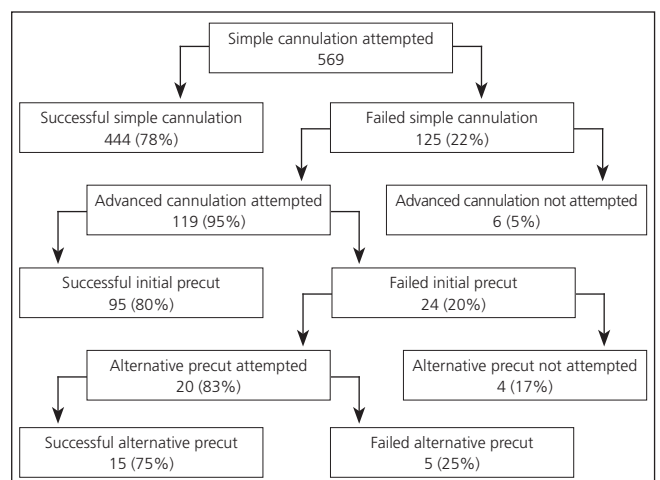 Simple cannulation attempted
569
Successful simple cannulation
444 (78%)
Failed simple cannulation
125 (22%)
Advanced cannulation attempted
119 (95%)
Advanced cannulation not attempted
6 (5%)
Successful initial precut
95 (80%)
Failed initial precut
24 (20%)
Alternative precut attempted
20 (83%)
Alternative precut not attempted
4 (17%)
Successful alternative precut
15 (75%)
Failed alternative precut
5 (25%)